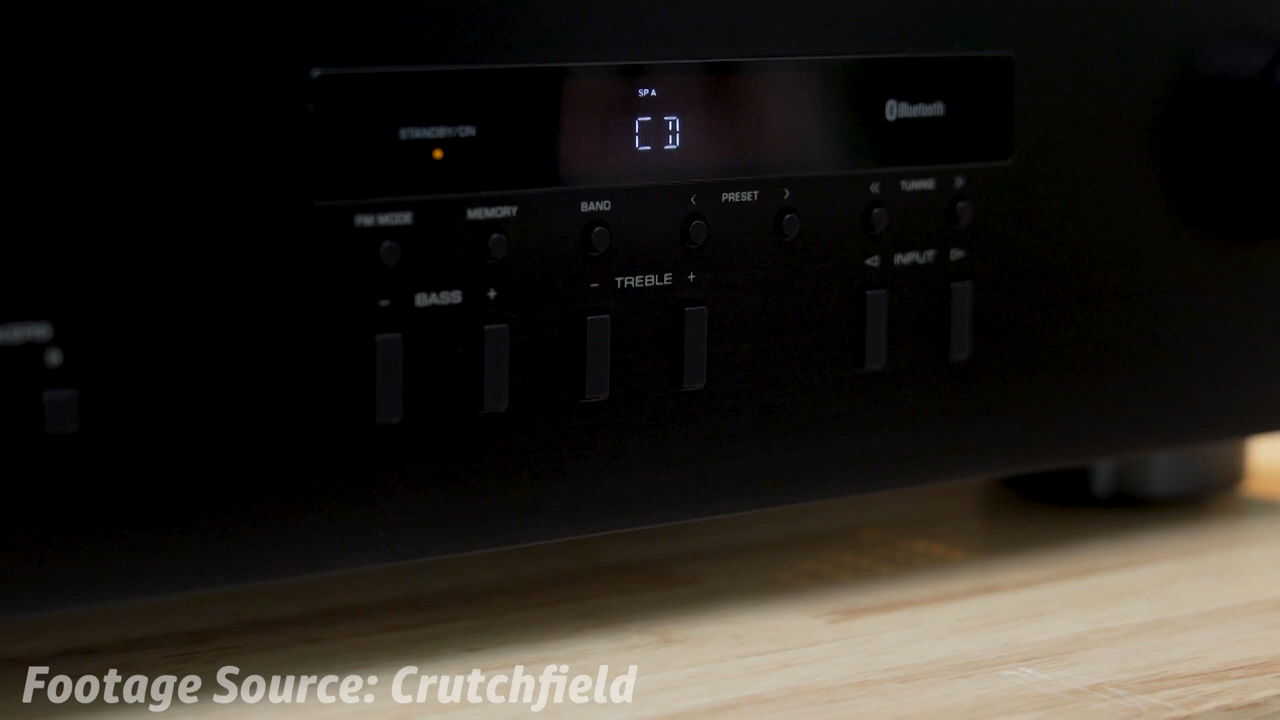 SP A
CD
Bluetooth
STANDBY/ON
FM MODE
MEMORY
BAND
< PRESET >
« TUNING »
INPUT
- BASS +
- TREBLE +
Footage Source: Crutchfield